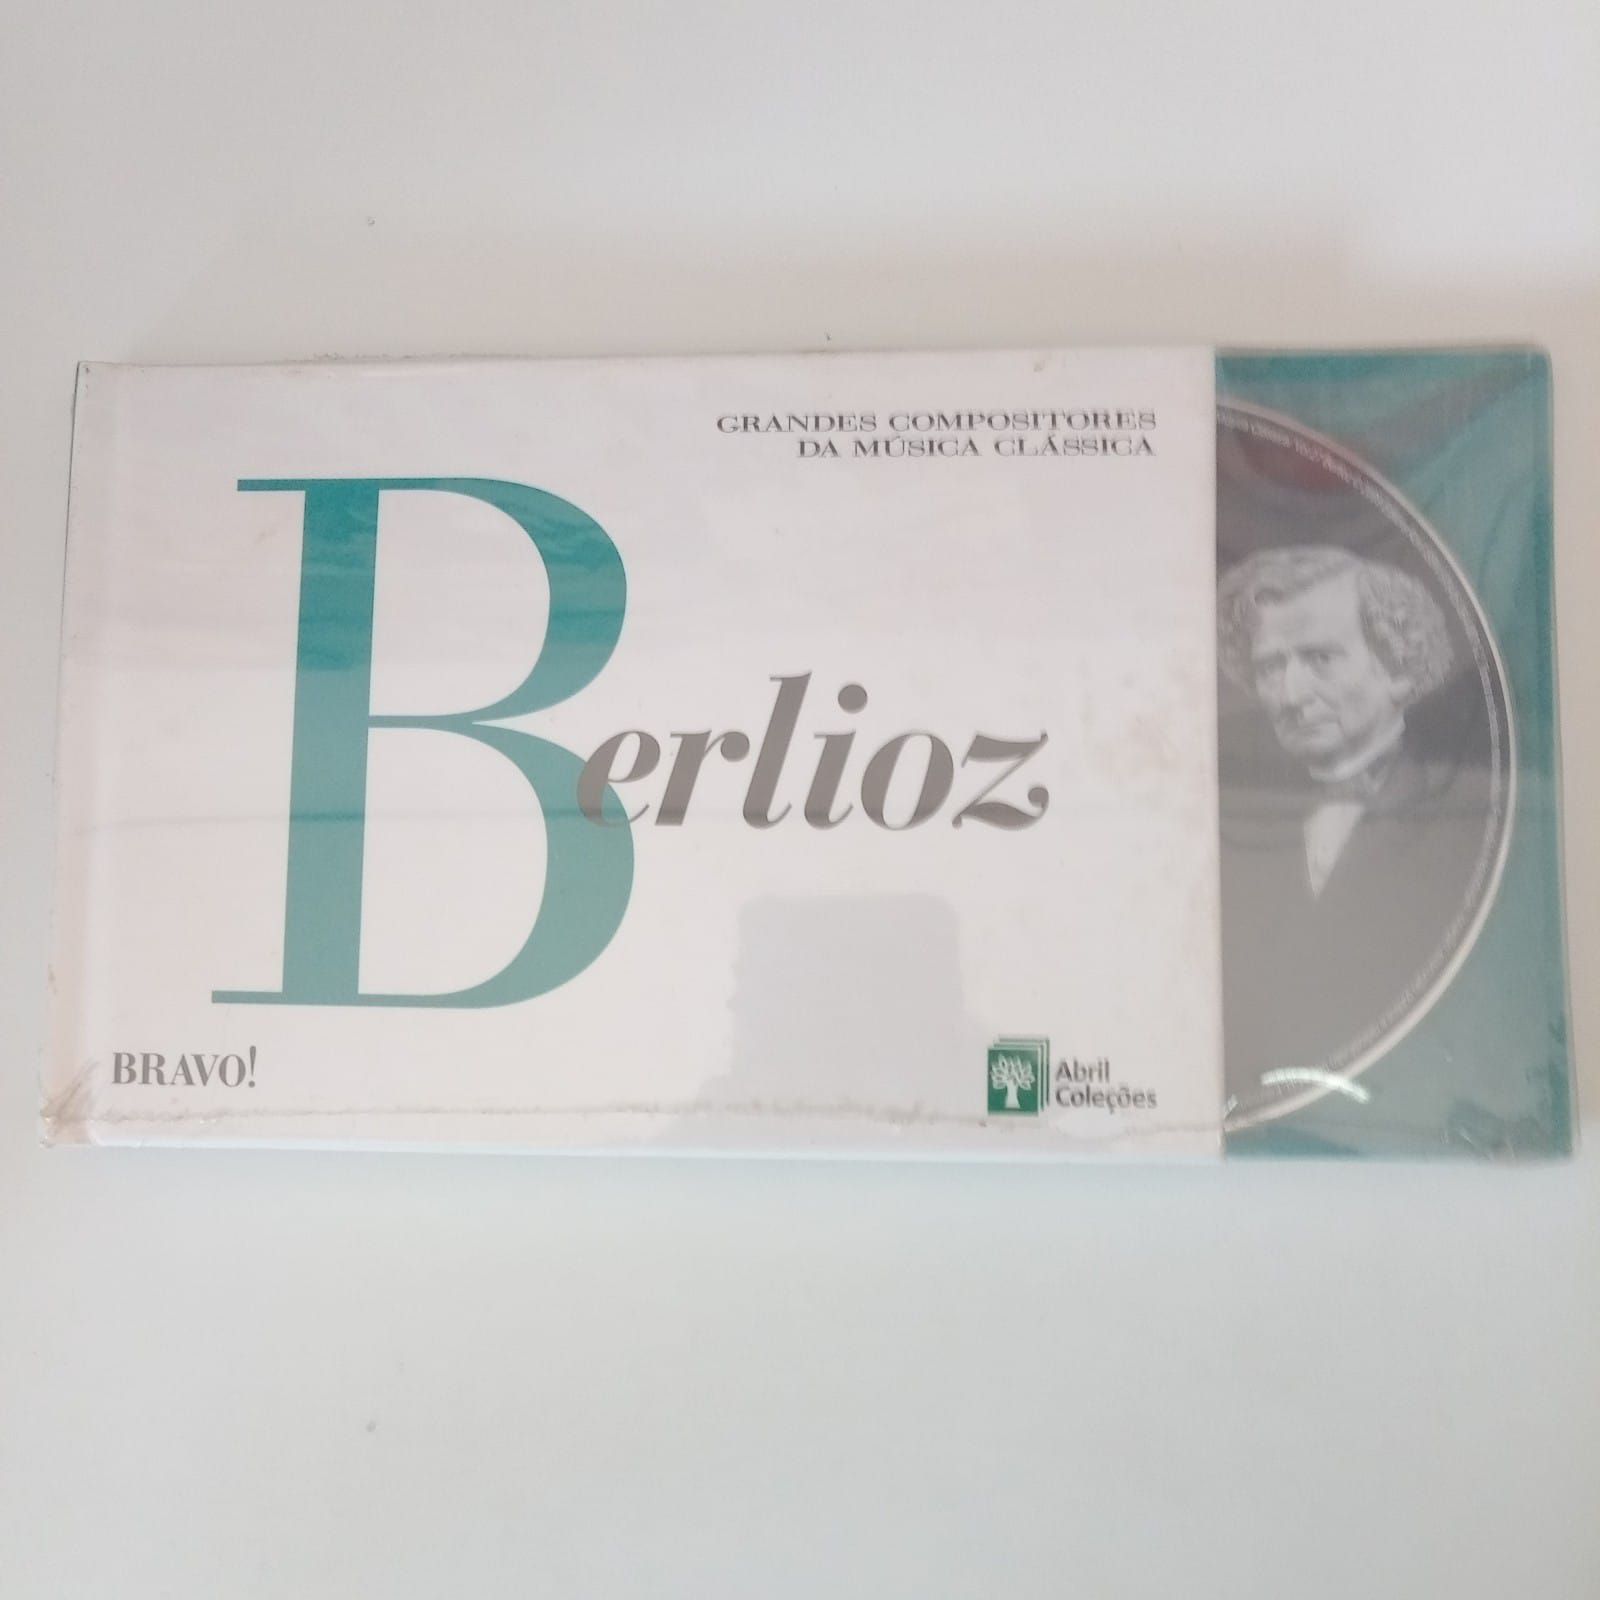 GRANDES COMPOSITORES
DA MÚSICA CLÁSSICA
Berlioz
BRAVO!
Abril
Coleções